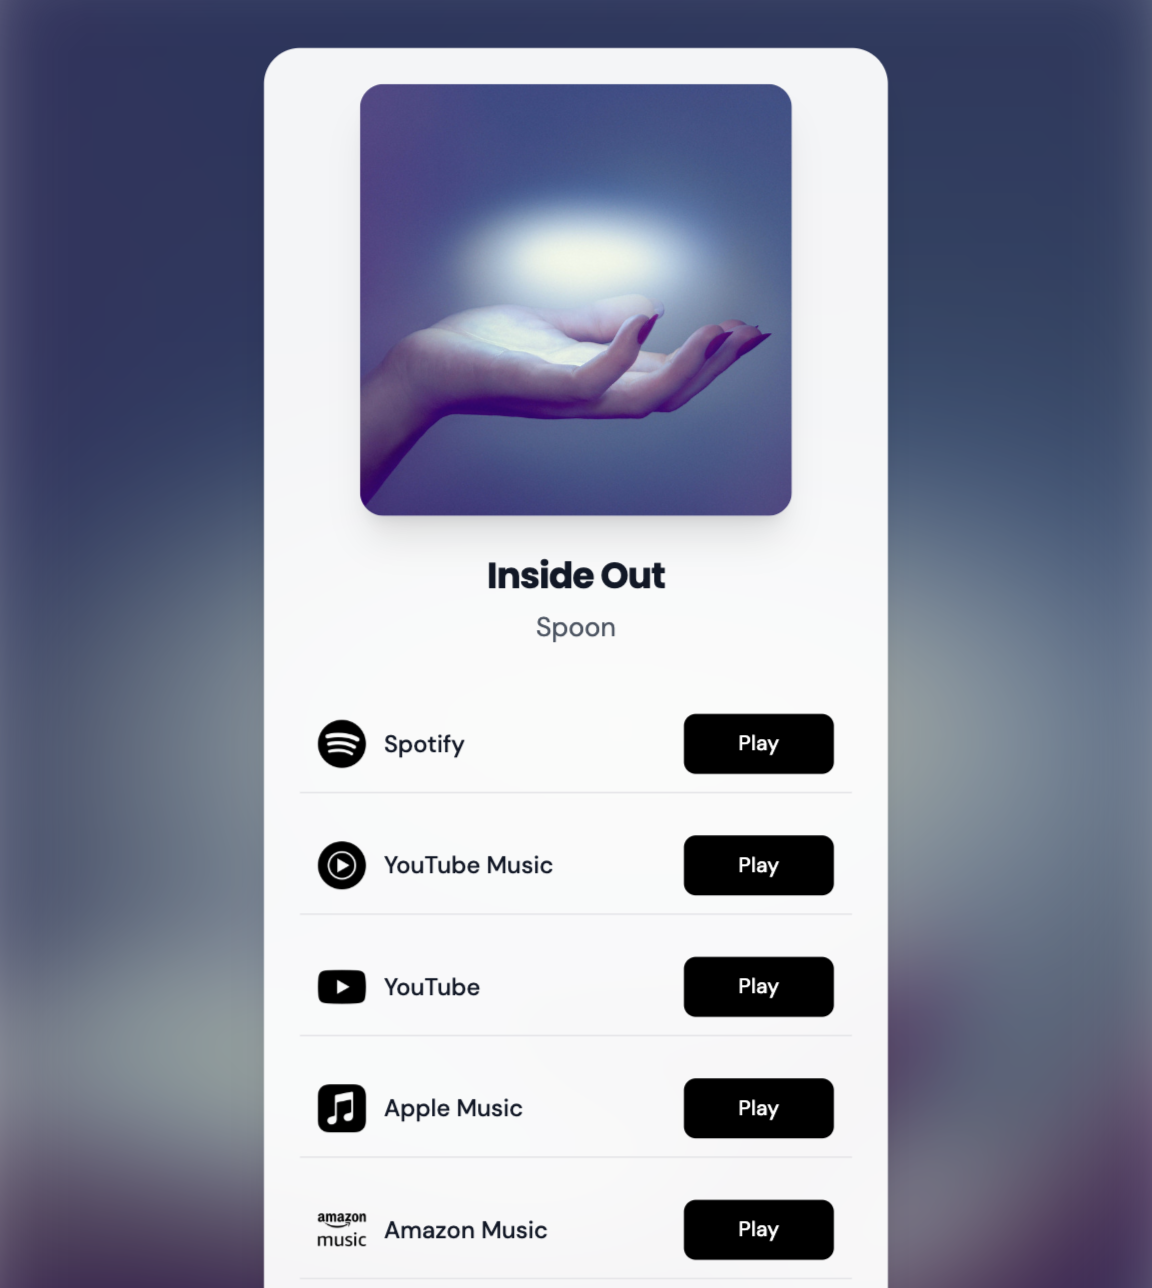 Inside Out
Spoon
Spotify
Play
YouTube Music
Play
YouTube
Play
Apple Music
Play
amazon
music
Amazon Music
Play